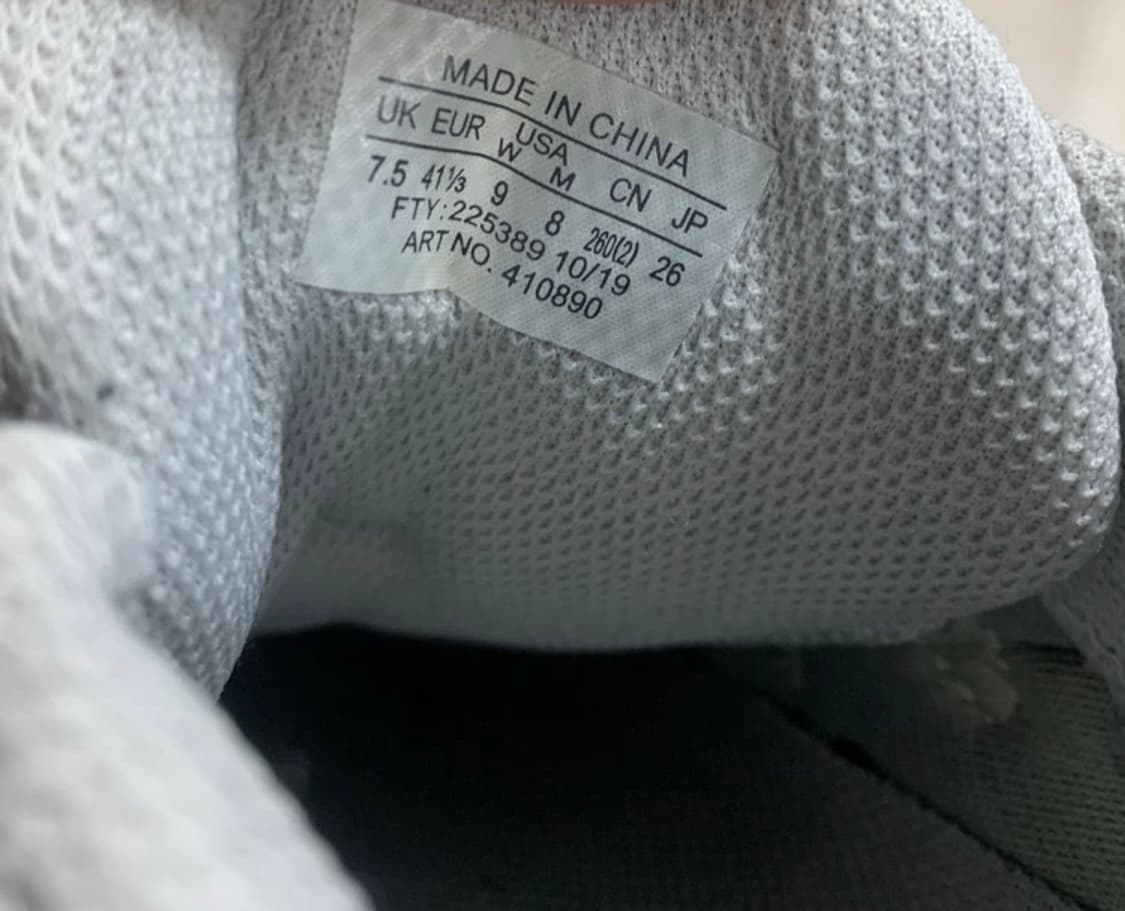 MADE IN CHINA
UK EUR USA CN JP
W M
7.5 41⅓ 9 8 260(2) 26
FTY:225389 10/19
ART NO. 410890